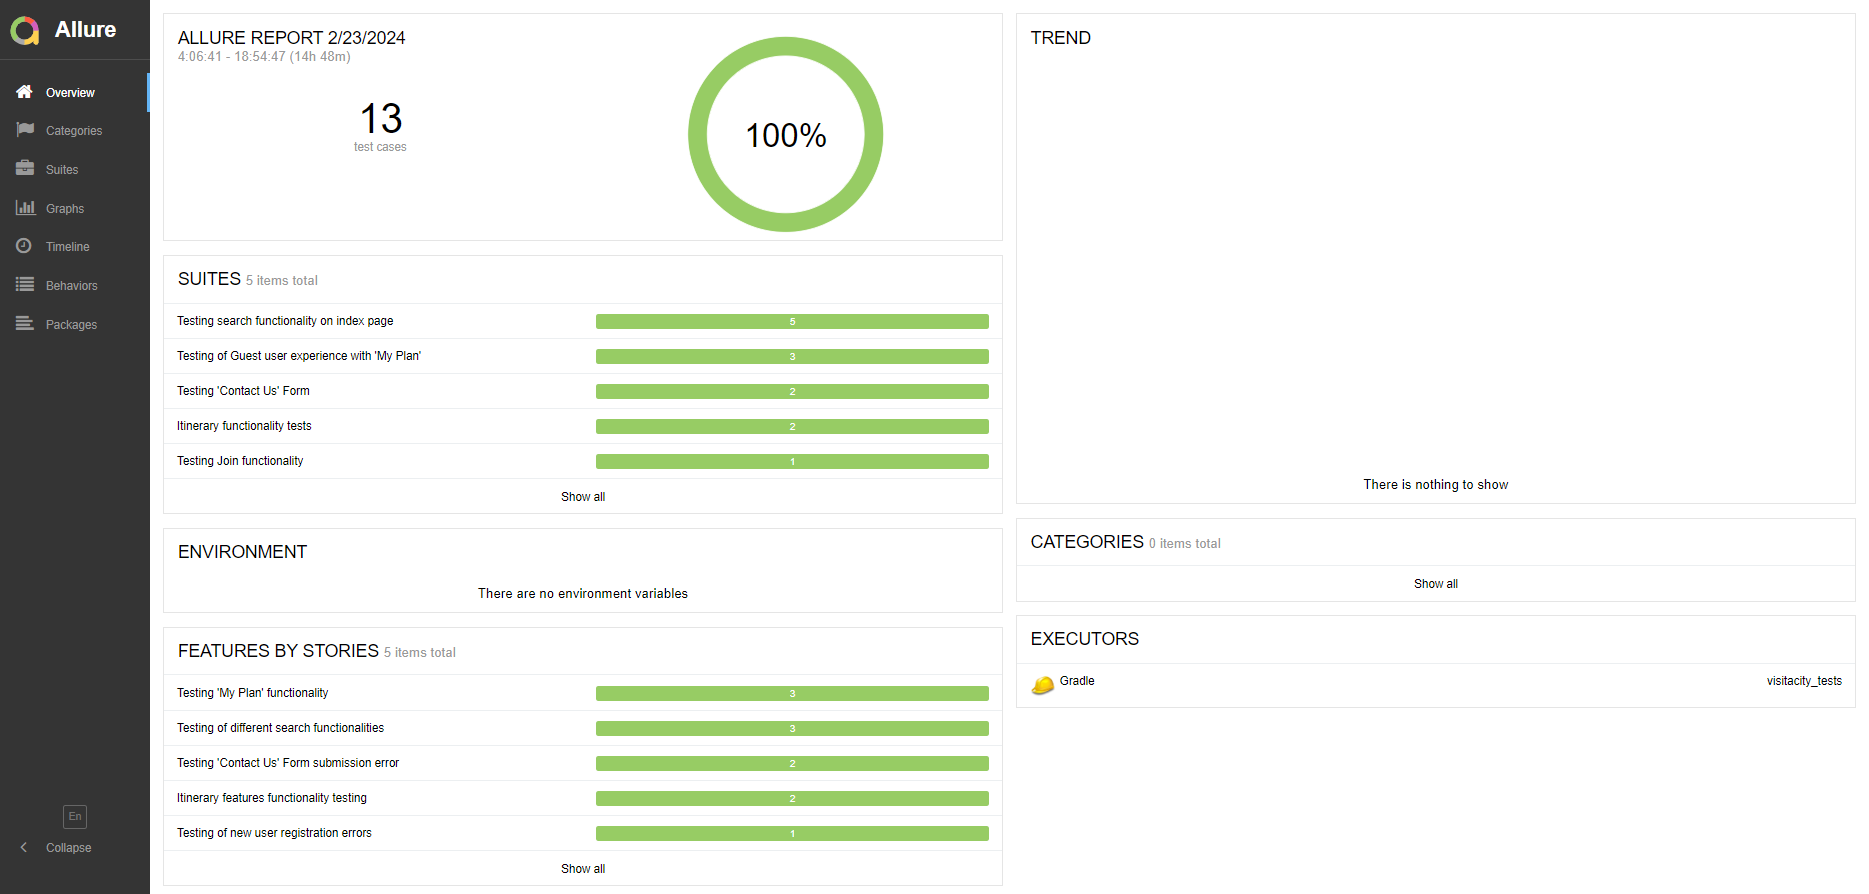 Allure
Overview
Categories
Suites
Graphs
Timeline
Behaviors
Packages
En
Collapse
ALLURE REPORT 2/23/2024
4:06:41 - 18:54:47 (14h 48m)
13
test cases
100%
SUITES 5 items total
Testing search functionality on index page 5
Testing of Guest user experience with 'My Plan' 3
Testing 'Contact Us' Form 2
Itinerary functionality tests 2
Testing Join functionality 1
Show all
ENVIRONMENT
There are no environment variables
FEATURES BY STORIES 5 items total
Testing 'My Plan' functionality 3
Testing of different search functionalities 3
Testing 'Contact Us' Form submission error 2
Itinerary features functionality testing 2
Testing of new user registration errors 1
Show all
TREND
There is nothing to show
CATEGORIES 0 items total
Show all
EXECUTORS
Gradle visitacity_tests